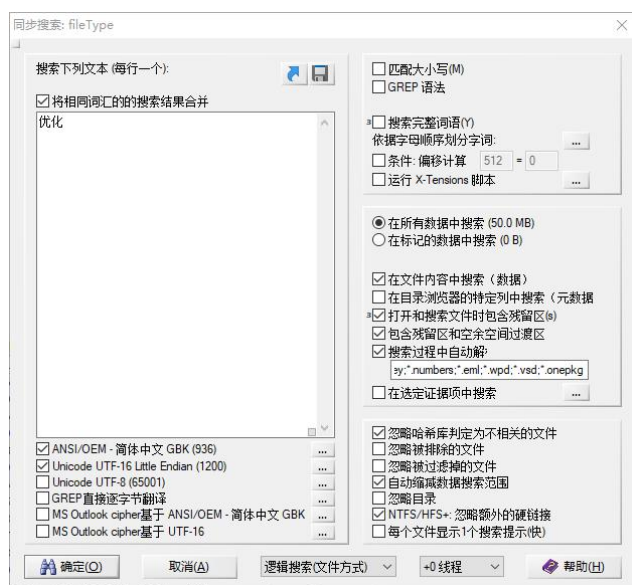 同步搜索: fileType
搜索下列文本 (每行一个):
将相同词汇的的搜索结果合并
优化
ANSI/OEM - 简体中文 GBK (936)
Unicode UTF-16 Little Endian (1200)
Unicode UTF-8 (65001)
GREP直接逐字节翻译
MS Outlook cipher基于 ANSI/OEM - 简体中文 GBK
MS Outlook cipher基于 UTF-16
...
...
...
...
...
...
匹配大小写(M)
GREP 语法
搜索完整词语(Y)
依据字母顺序划分字词: ...
条件: 偏移计算 512 = 0
运行 X-Tensions 脚本 ...
在所有数据中搜索 (50.0 MB)
在标记的数据中搜索 (0 B)
在文件内容中搜索（数据）
在目录浏览器的特定列中搜索（元数据
打开和搜索文件时包含残留区(s)
包含残留区和空余空间过渡区
搜索过程中自动解
ey;*.numbers;*.eml;*.wpd;*.vsd;*.onepkg
在选定证据项中搜索 ...
忽略哈希库判定为不相关的文件
忽略被排除的文件
忽略被过滤掉的文件
自动缩减数据搜索范围
忽略目录
NTFS/HFS+: 忽略额外的硬链接
每个文件显示1个搜索提示(快)
确定(O)
取消(A)
逻辑搜索(文件方式)
+0 线程
帮助(H)